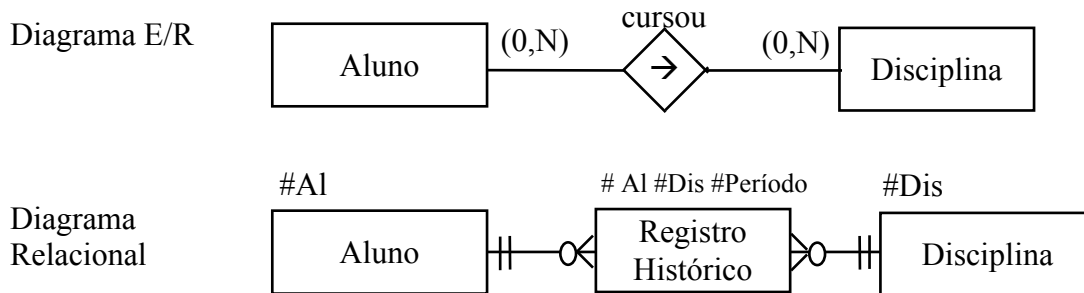 Diagrama E/R
cursou
(0,N)
(0,N)
Aluno
→
Disciplina
#Al
# Al #Dis #Período
#Dis
Diagrama
Relacional
Aluno
Registro
Histórico
Disciplina